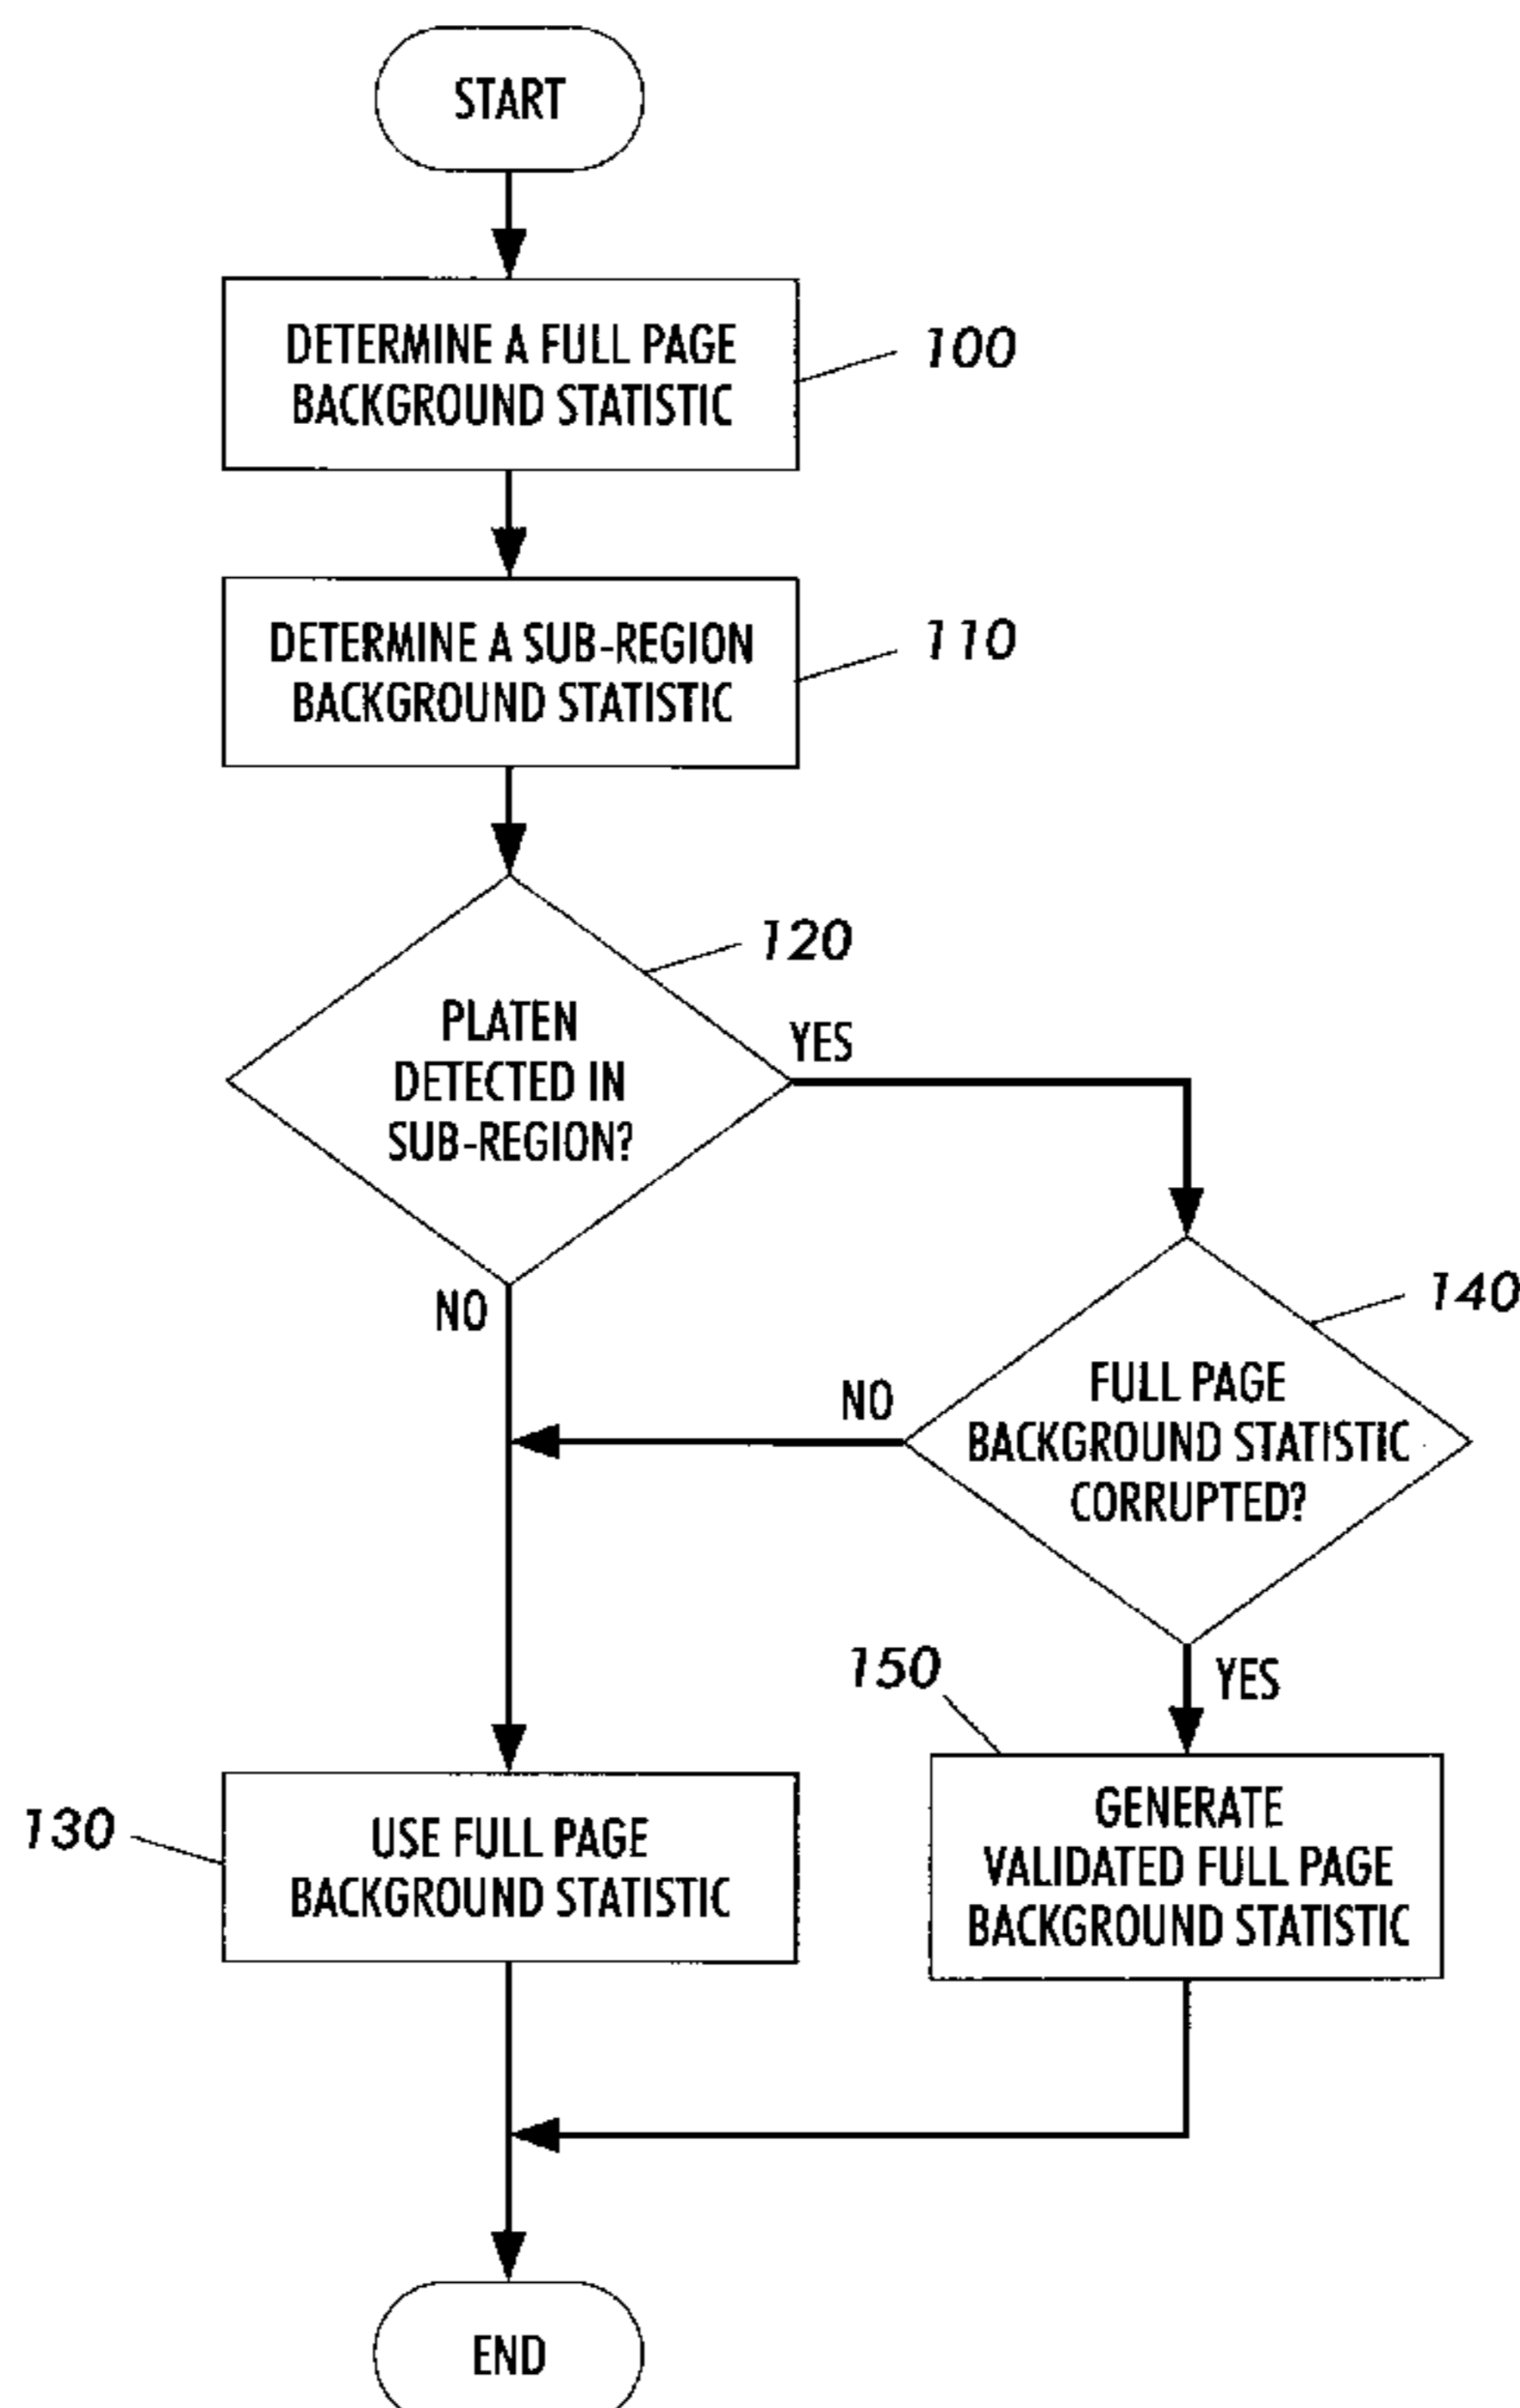 START
DETERMINE A FULL PAGE
BACKGROUND STATISTIC
100
DETERMINE A SUB-REGION
BACKGROUND STATISTIC
110
120
PLATEN
DETECTED IN
SUB-REGION?
YES
NO
140
FULL PAGE
BACKGROUND STATISTIC
CORRUPTED?
NO
YES
150
130
USE FULL PAGE
BACKGROUND STATISTIC
GENERATE
VALIDATED FULL PAGE
BACKGROUND STATISTIC
END